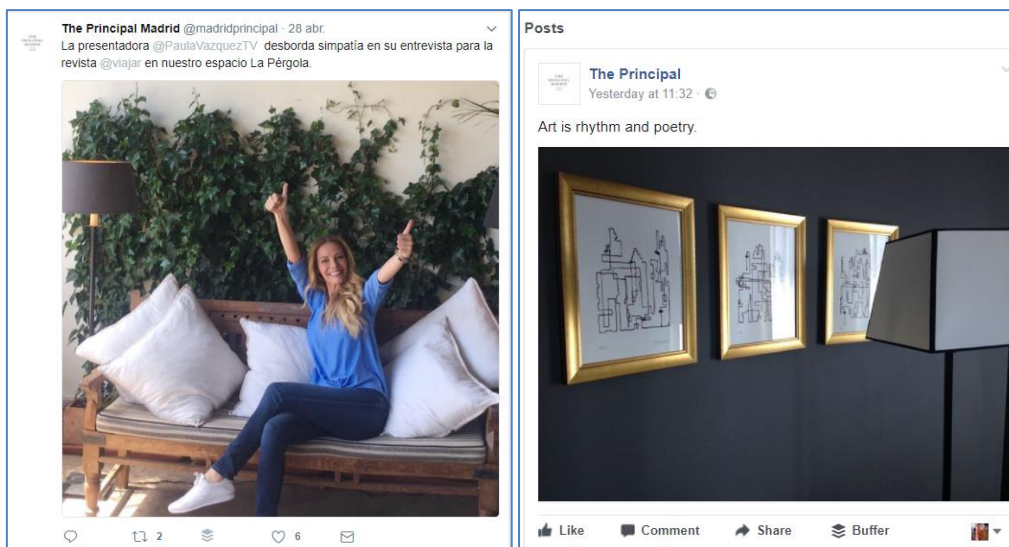 The Principal Madrid @madridprincipal · 28 abr.
La presentadora @PaulaVazquezTV desborda simpatía en su entrevista para la
revista @viajar en nuestro espacio La Pérgola.
2
6
Posts
The Principal
Yesterday at 11:32
Art is rhythm and poetry.
Like Comment Share Buffer